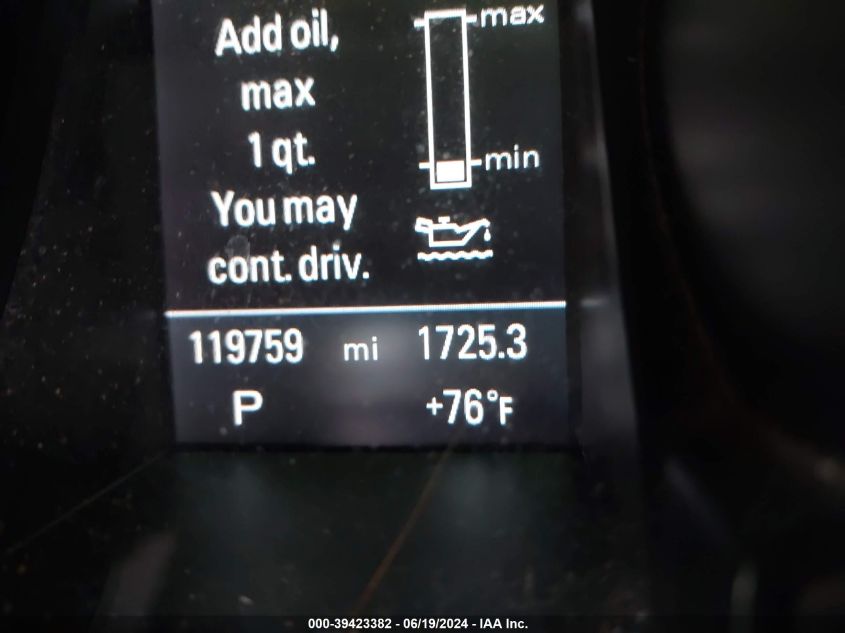 Add oil,
max
1 qt.
You may
cont. driv.
max
min
119759 mi 1725.3
P +76°F
000-39423382 - 06/19/2024 - IAA Inc.